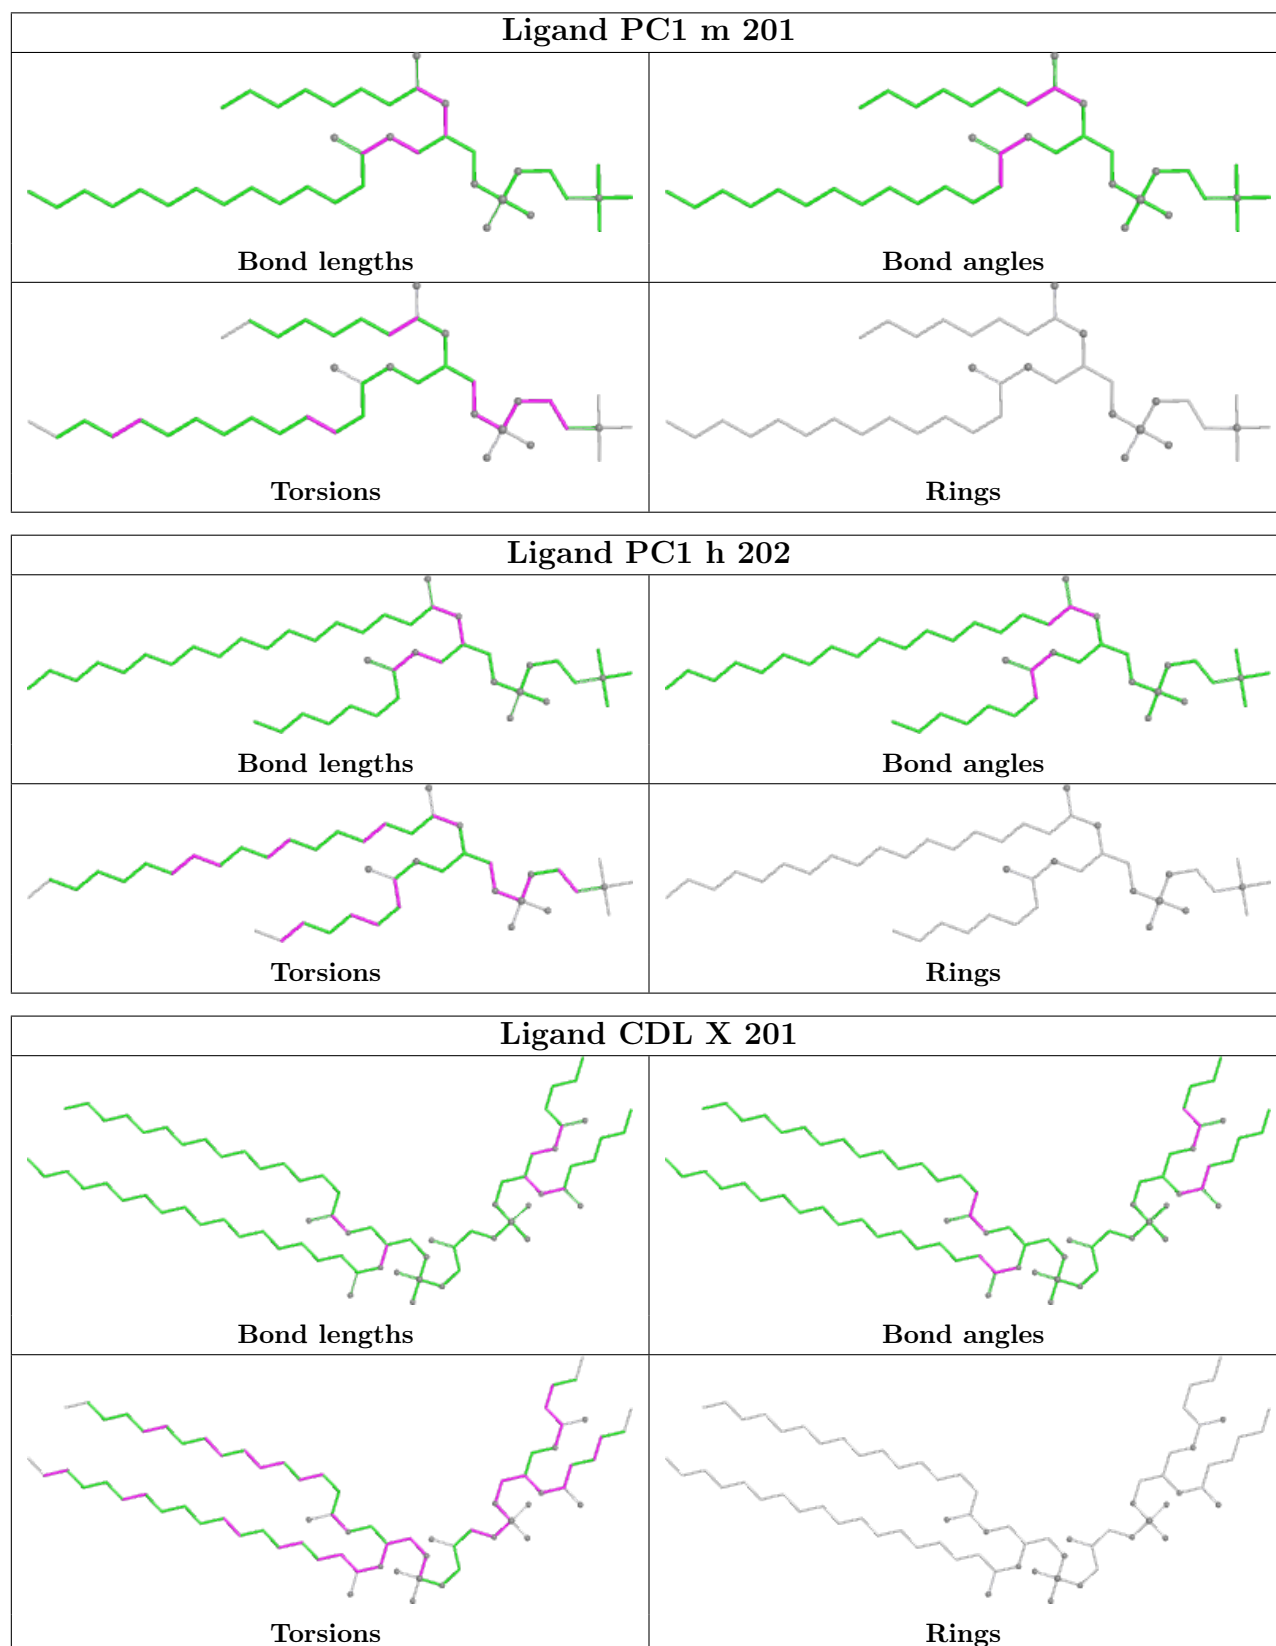 Ligand PC1 m 201
Bond lengths
Bond angles
Torsions
Rings
Ligand PC1 h 202
Bond lengths
Bond angles
Torsions
Rings
Ligand CDL X 201
Bond lengths
Bond angles
Torsions
Rings